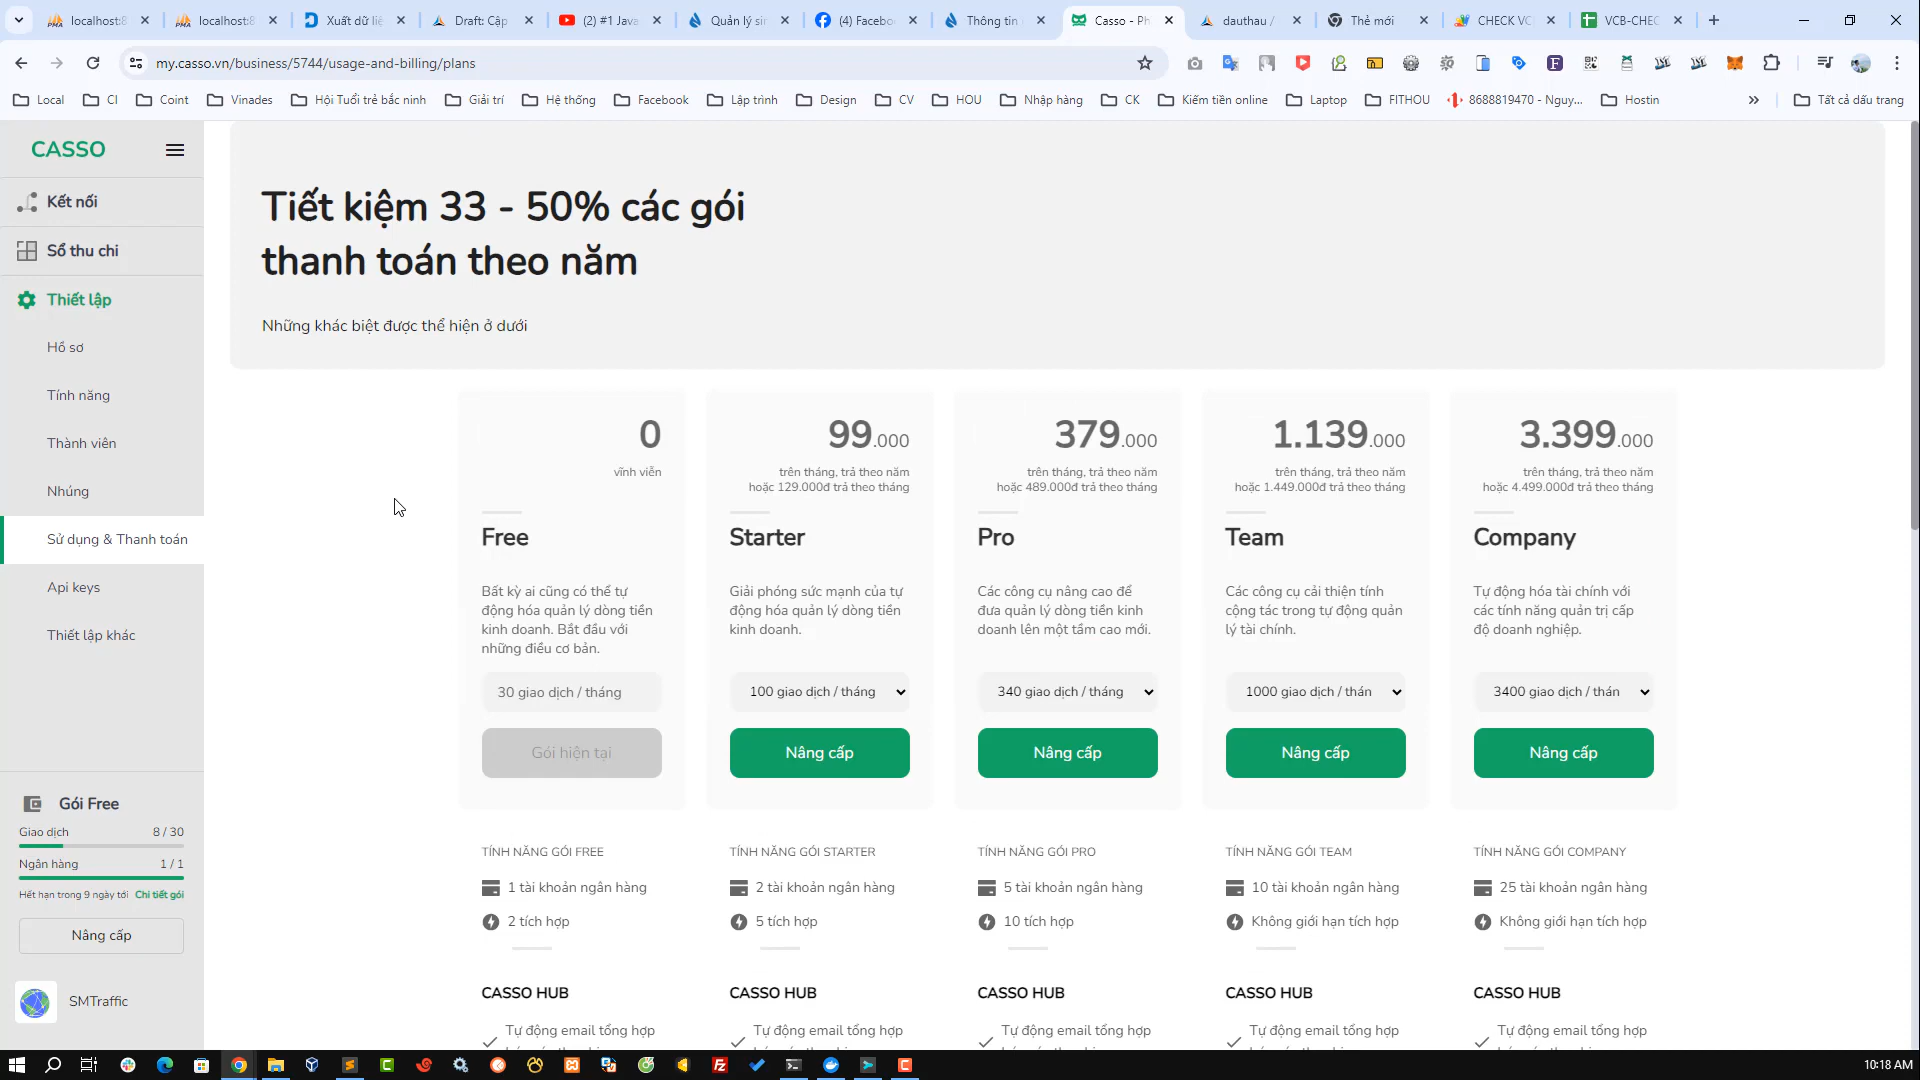 localhost:8
localhost:8
Xuất dữ liệ
Draft: Cập
(2) #1 Java
Quản lý sin
(4) Facebo
Thông tin
Casso - Ph
dauthau /
Thẻ mới
CHECK VC
VCB-CHEC
my.casso.vn/business/5744/usage-and-billing/plans
Local
CI
Coint
Vinades
Hội Tuổi trẻ bắc ninh
Giải trí
Hệ thống
Facebook
Lập trình
Design
CV
HOU
Nhập hàng
CK
Kiếm tiền online
Laptop
FITHOU
8688819470 - Nguy...
Hostin
Tất cả dấu trang
CASSO
Kết nối
Sổ thu chi
Thiết lập
Hồ sơ
Tính năng
Thành viên
Nhúng
Sử dụng & Thanh toán
Api keys
Thiết lập khác
Gói Free
Giao dịch 8 / 30
Ngân hàng 1 / 1
Hết hạn trong 9 ngày tới Chi tiết gói
Nâng cấp
SMTraffic
Tiết kiệm 33 - 50% các gói
thanh toán theo năm
Những khác biệt được thể hiện ở dưới
0
vĩnh viễn
Free
Bất kỳ ai cũng có thể tự
động hóa quản lý dòng tiền
kinh doanh. Bắt đầu với
những điều cơ bản.
30 giao dịch / tháng
Gói hiện tại
TÍNH NĂNG GÓI FREE
1 tài khoản ngân hàng
2 tích hợp
CASSO HUB
Tự động email tổng hợp
99.000
trên tháng, trả theo năm
hoặc 129.000đ trả theo tháng
Starter
Giải phóng sức mạnh của tự
động hóa quản lý dòng tiền
kinh doanh.
100 giao dịch / tháng
Nâng cấp
TÍNH NĂNG GÓI STARTER
2 tài khoản ngân hàng
5 tích hợp
CASSO HUB
Tự động email tổng hợp
379.000
trên tháng, trả theo năm
hoặc 489.000đ trả theo tháng
Pro
Các công cụ nâng cao để
đưa quản lý dòng tiền kinh
doanh lên một tầm cao mới.
340 giao dịch / tháng
Nâng cấp
TÍNH NĂNG GÓI PRO
5 tài khoản ngân hàng
10 tích hợp
CASSO HUB
Tự động email tổng hợp
1.139.000
trên tháng, trả theo năm
hoặc 1.449.000đ trả theo tháng
Team
Các công cụ cải thiện tính
cộng tác trong tự động quản
lý tài chính.
1000 giao dịch / thán
Nâng cấp
TÍNH NĂNG GÓI TEAM
10 tài khoản ngân hàng
Không giới hạn tích hợp
CASSO HUB
Tự động email tổng hợp
3.399.000
trên tháng, trả theo năm
hoặc 4.499.000đ trả theo tháng
Company
Tự động hóa tài chính với
các tính năng quản trị cấp
độ doanh nghiệp.
3400 giao dịch / thán
Nâng cấp
TÍNH NĂNG GÓI COMPANY
25 tài khoản ngân hàng
Không giới hạn tích hợp
CASSO HUB
Tự động email tổng hợp
10:18 AM